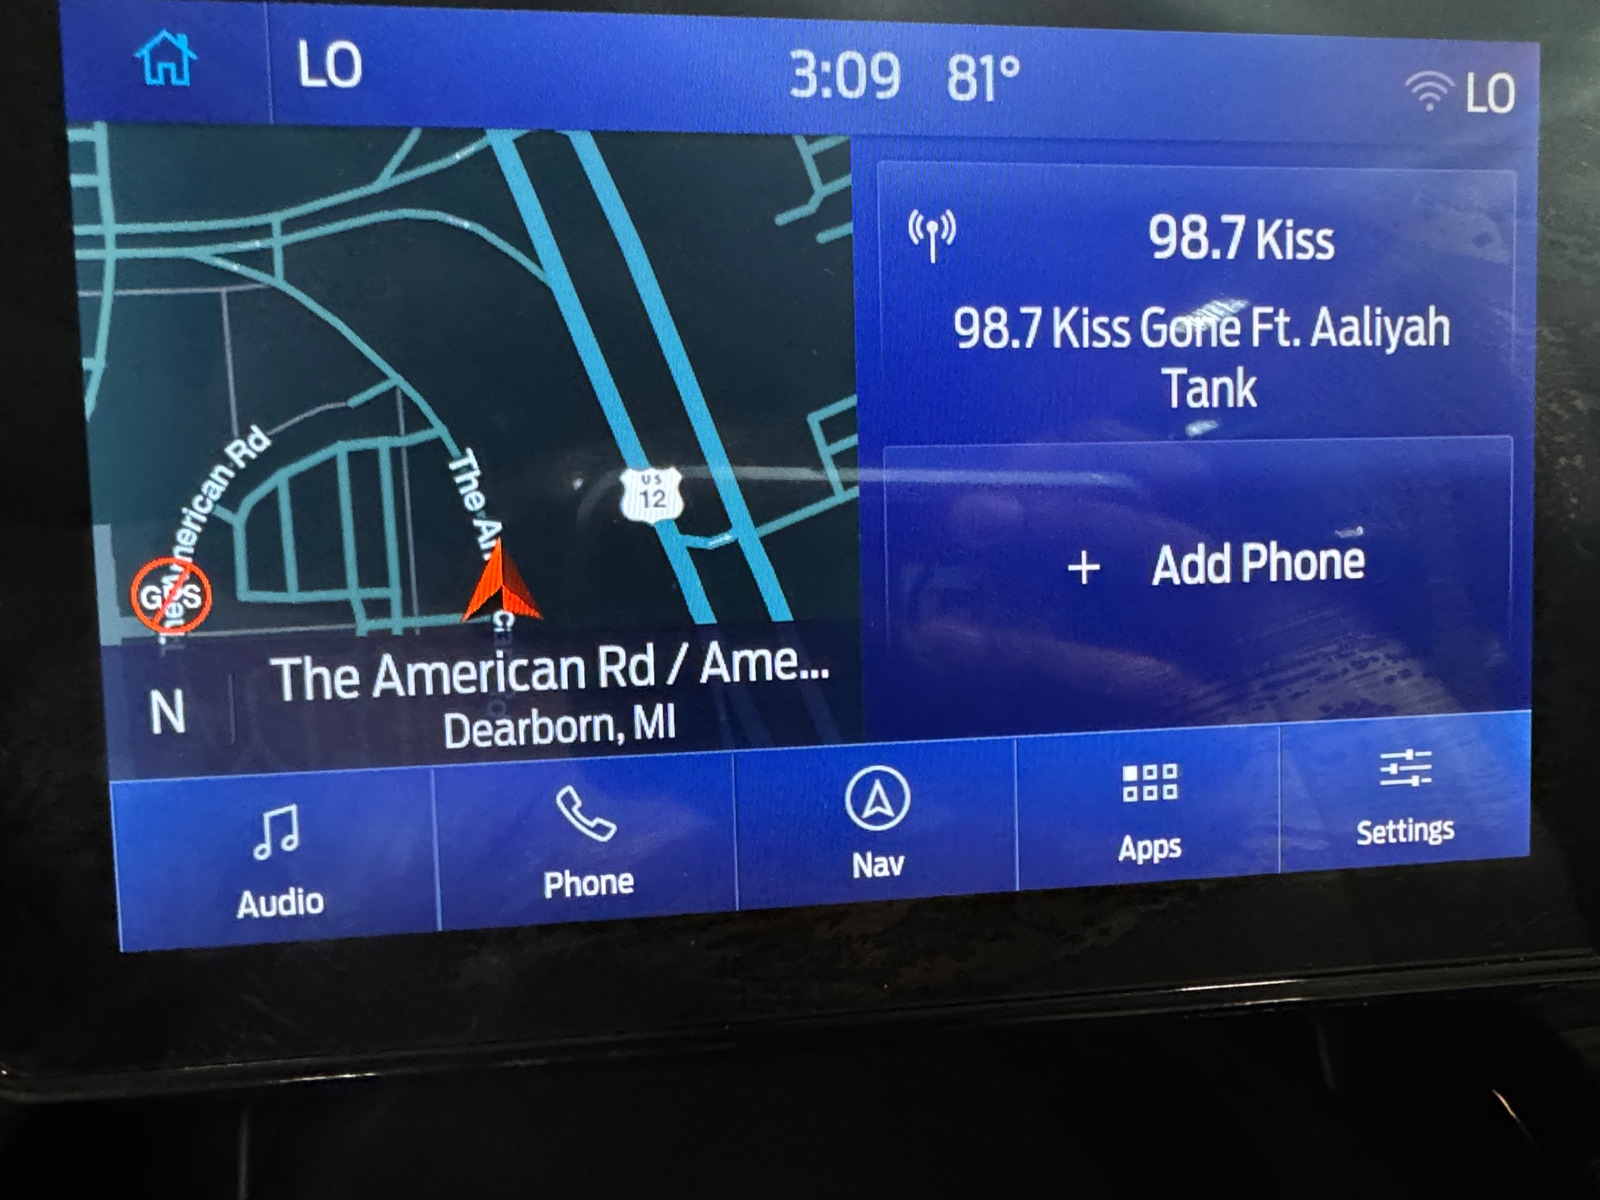 LO
3:09 81°
LO
98.7 Kiss
98.7 Kiss Gone Ft. Aaliyah
Tank
American Rd
The
US
12
GPS
+ Add Phone
N
The American Rd / Ame...
Dearborn, MI
Audio
Phone
Nav
Apps
Settings